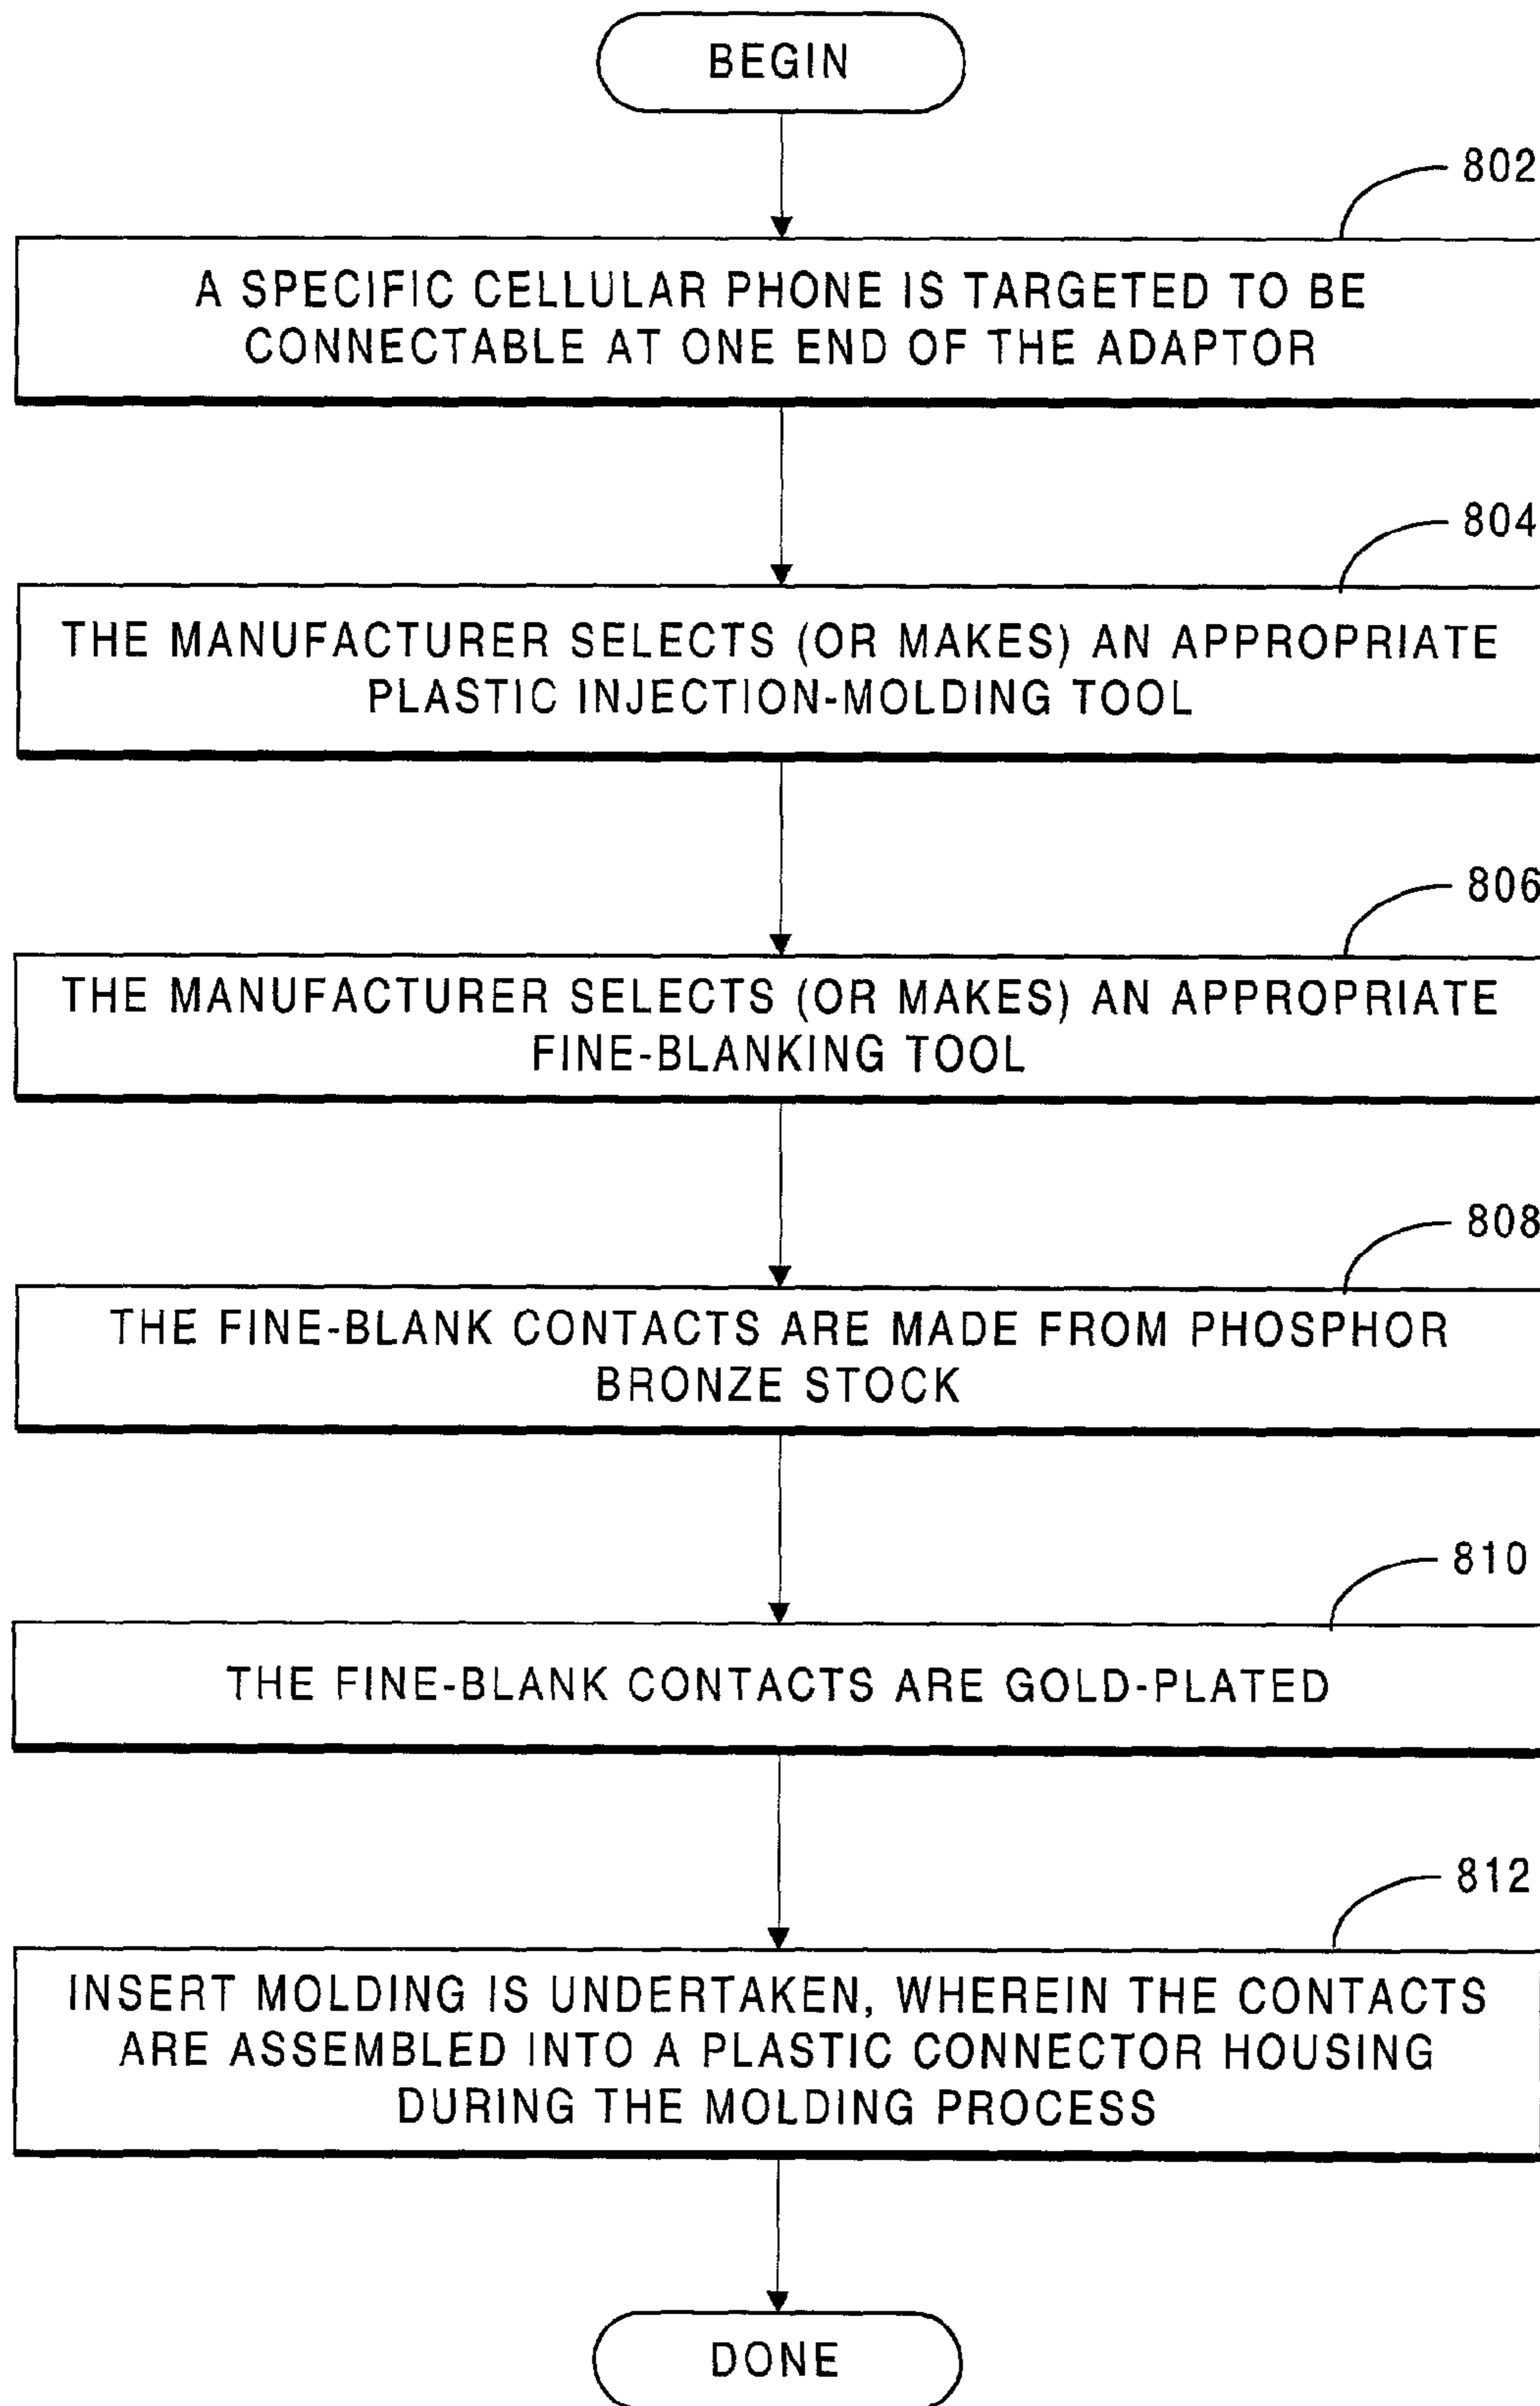 BEGIN
802
A SPECIFIC CELLULAR PHONE IS TARGETED TO BE
CONNECTABLE AT ONE END OF THE ADAPTOR
804
THE MANUFACTURER SELECTS (OR MAKES) AN APPROPRIATE
PLASTIC INJECTION-MOLDING TOOL
806
THE MANUFACTURER SELECTS (OR MAKES) AN APPROPRIATE
FINE-BLANKING TOOL
808
THE FINE-BLANK CONTACTS ARE MADE FROM PHOSPHOR
BRONZE STOCK
810
THE FINE-BLANK CONTACTS ARE GOLD-PLATED
812
INSERT MOLDING IS UNDERTAKEN, WHEREIN THE CONTACTS
ARE ASSEMBLED INTO A PLASTIC CONNECTOR HOUSING
DURING THE MOLDING PROCESS
DONE